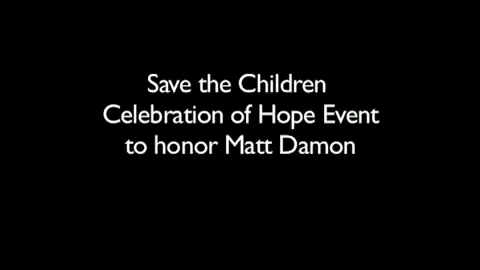 Save the Children
Celebration of Hope Event
to honor Matt Damon